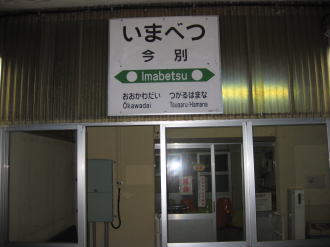 いまべつ
今別
Imabetsu
おおかわだい つがるはまな
Ōkawadai Tsugaru-Hamana